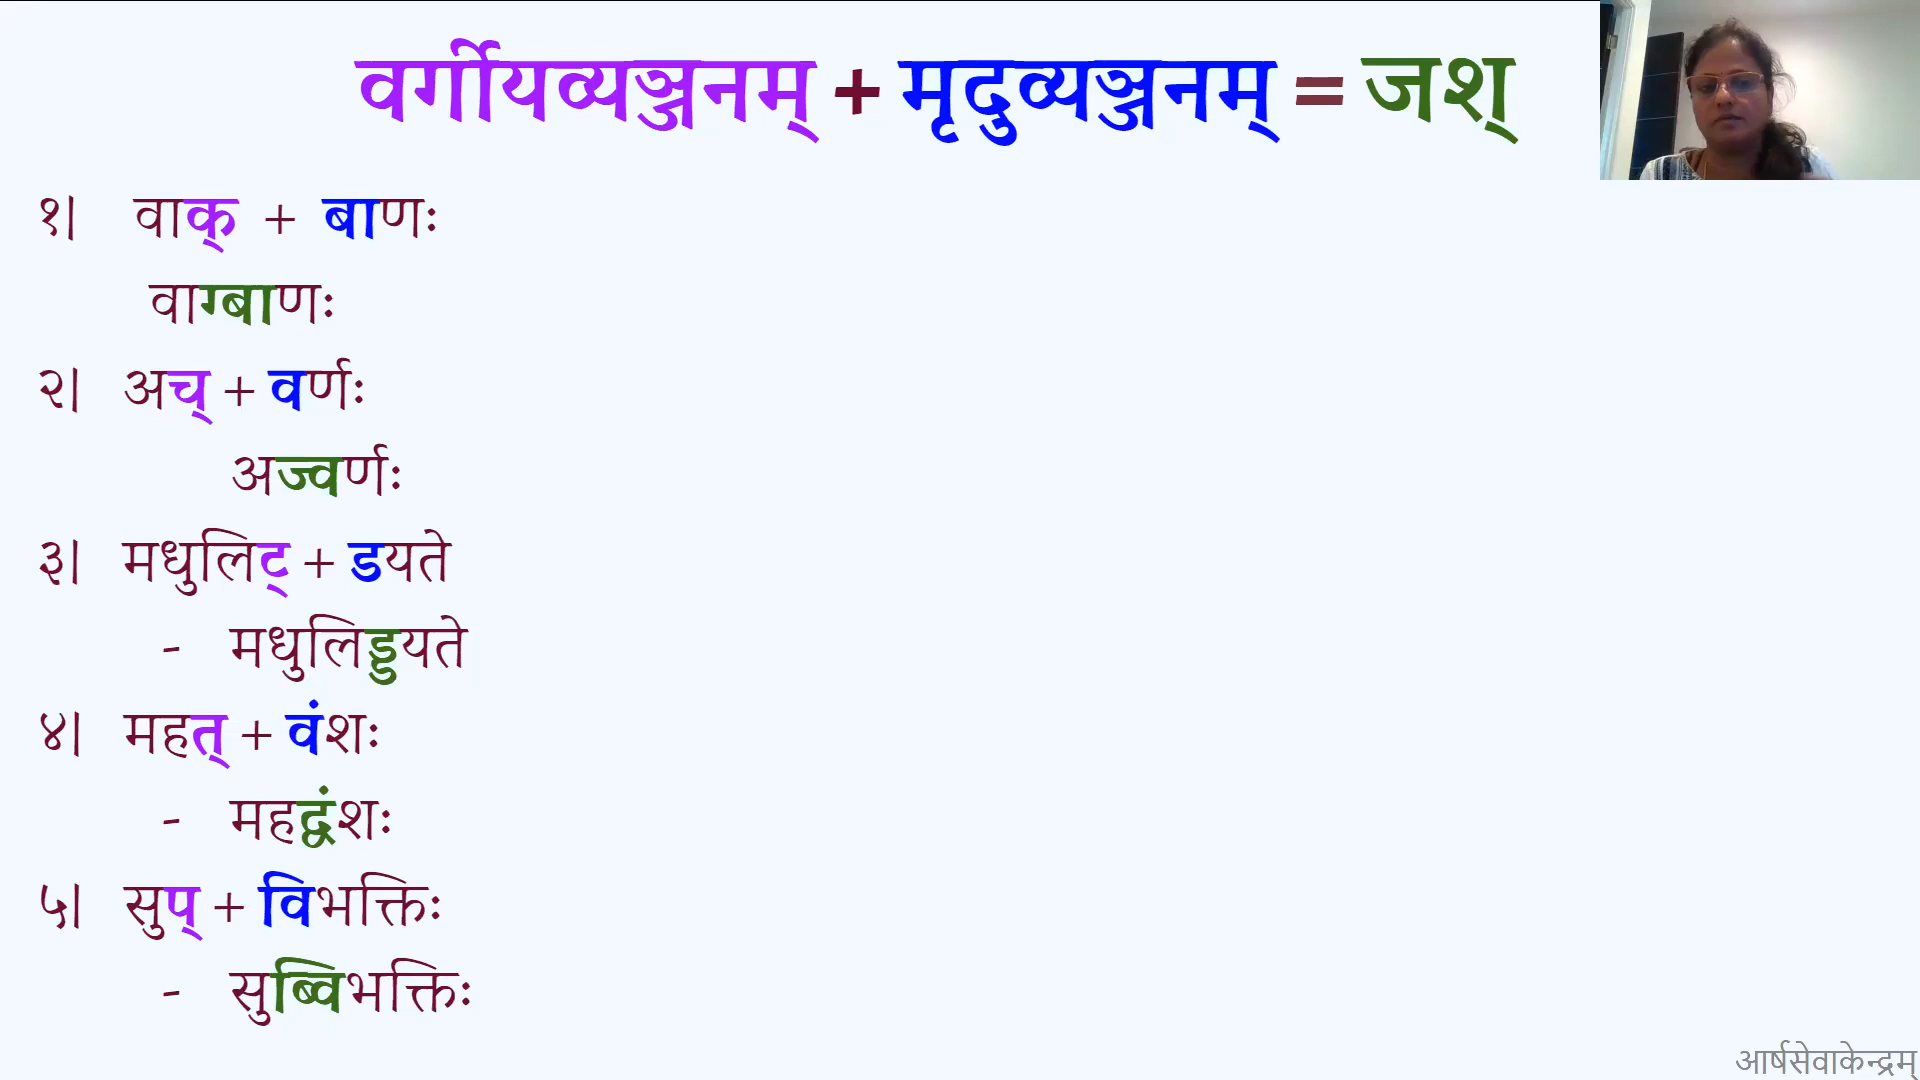 वर्गीयव्यञ्जनम् + मृदुव्यञ्जनम् = जश्
१| वाक् + बाणः
वाग्बाणः
२| अच् + वर्णः
अज्वर्णः
३| मधुलिट् + डयते
- मधुलिड्डयते
४| महत् + वंशः
- महद्वंशः
५| सुप् + विभक्तिः
- सुब्विभक्तिः
आर्षसेवाकेन्द्रम्